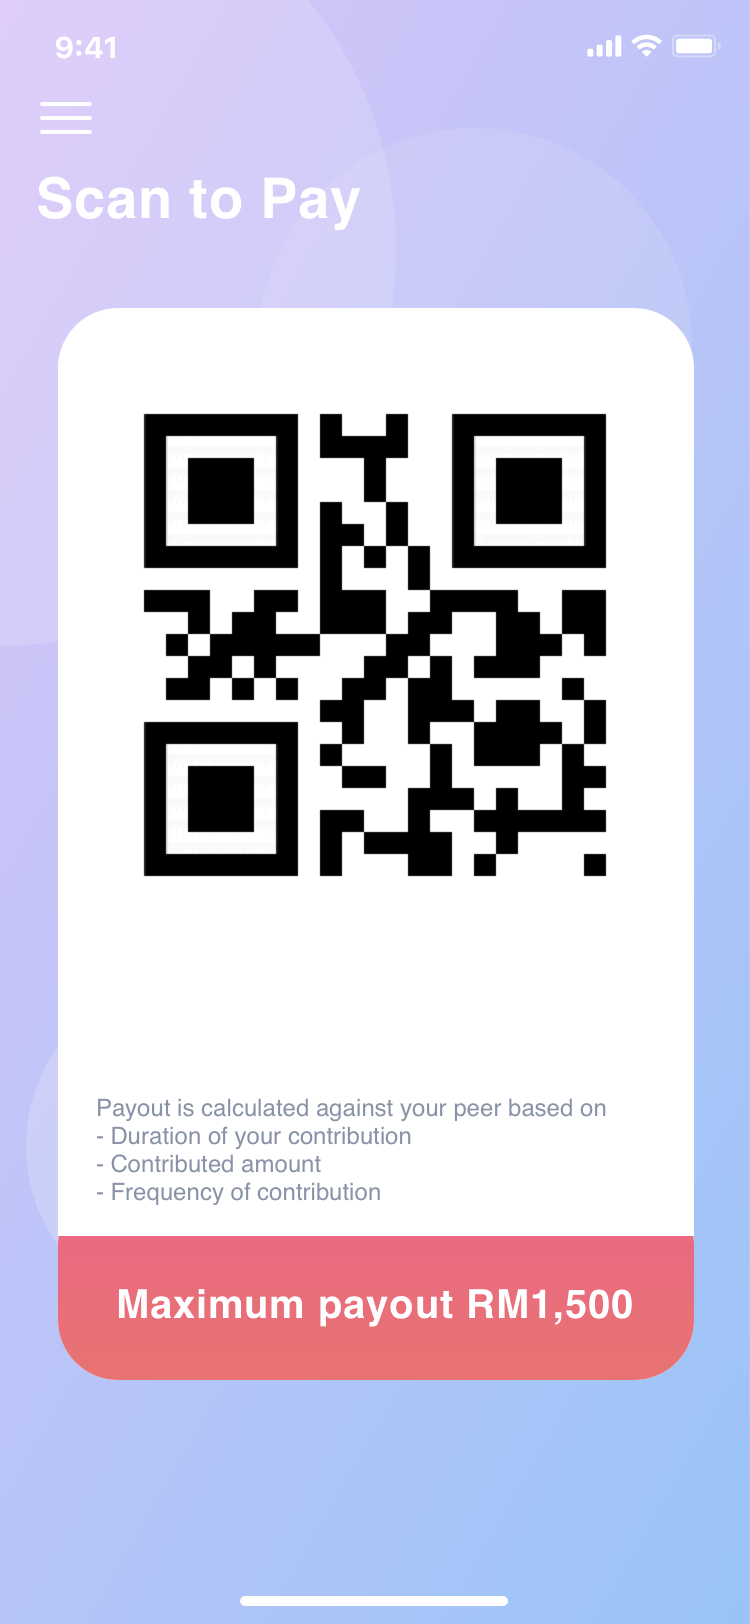 9:41
Scan to Pay
Payout is calculated against your peer based on
- Duration of your contribution
- Contributed amount
- Frequency of contribution
Maximum payout RM1,500